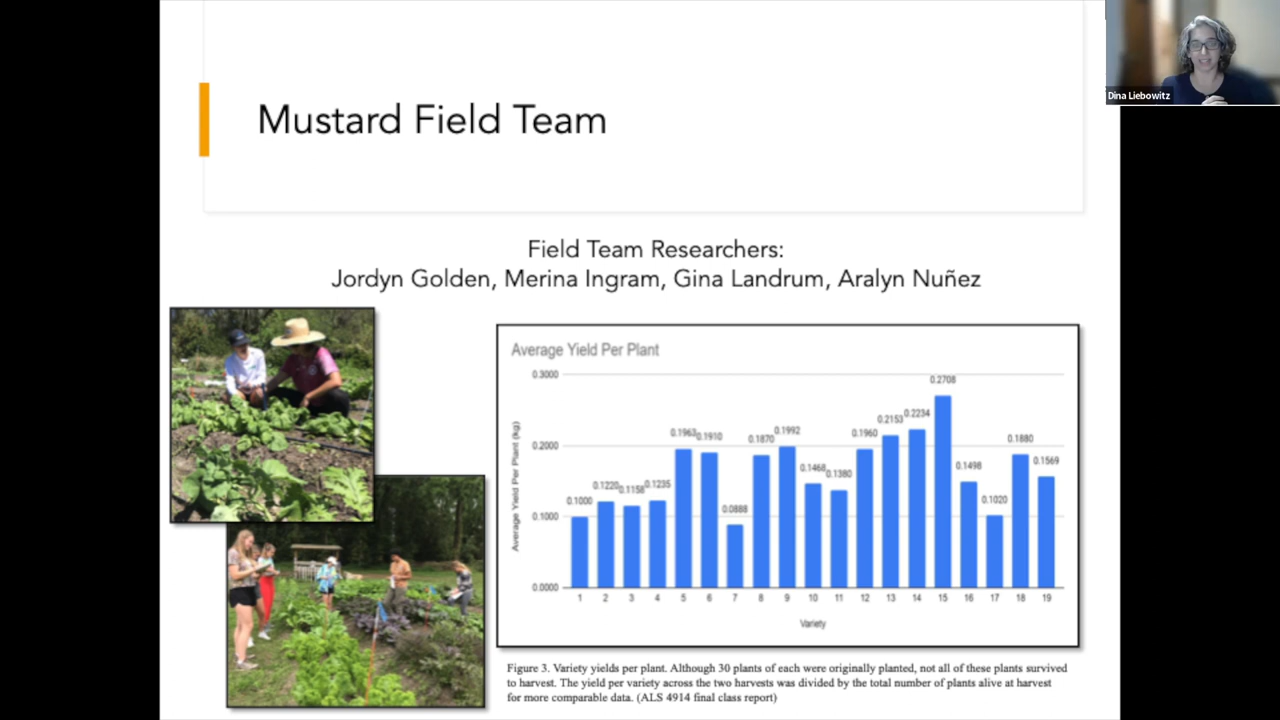 Dina Liebowitz
Mustard Field Team
Field Team Researchers:
Jordyn Golden, Merina Ingram, Gina Landrum, Aralyn Nuñez
Average Yield Per Plant
Average Yield Per Plant (kg)
0.3000
0.2000
0.1000
0.0000
0.1000
0.1220
0.1158
0.1235
0.1963
0.1910
0.0888
0.1870
0.1992
0.1468
0.1380
0.1960
0.2153
0.2234
0.2708
0.1498
0.1020
0.1880
0.1569
1 2 3 4 5 6 7 8 9 10 11 12 13 14 15 16 17 18 19
Variety
Figure 3. Variety yields per plant. Although 30 plants of each were originally planted, not all of these plants survived
to harvest. The yield per variety across the two harvests was divided by the total number of plants alive at harvest
for more comparable data. (ALS 4914 final class report)